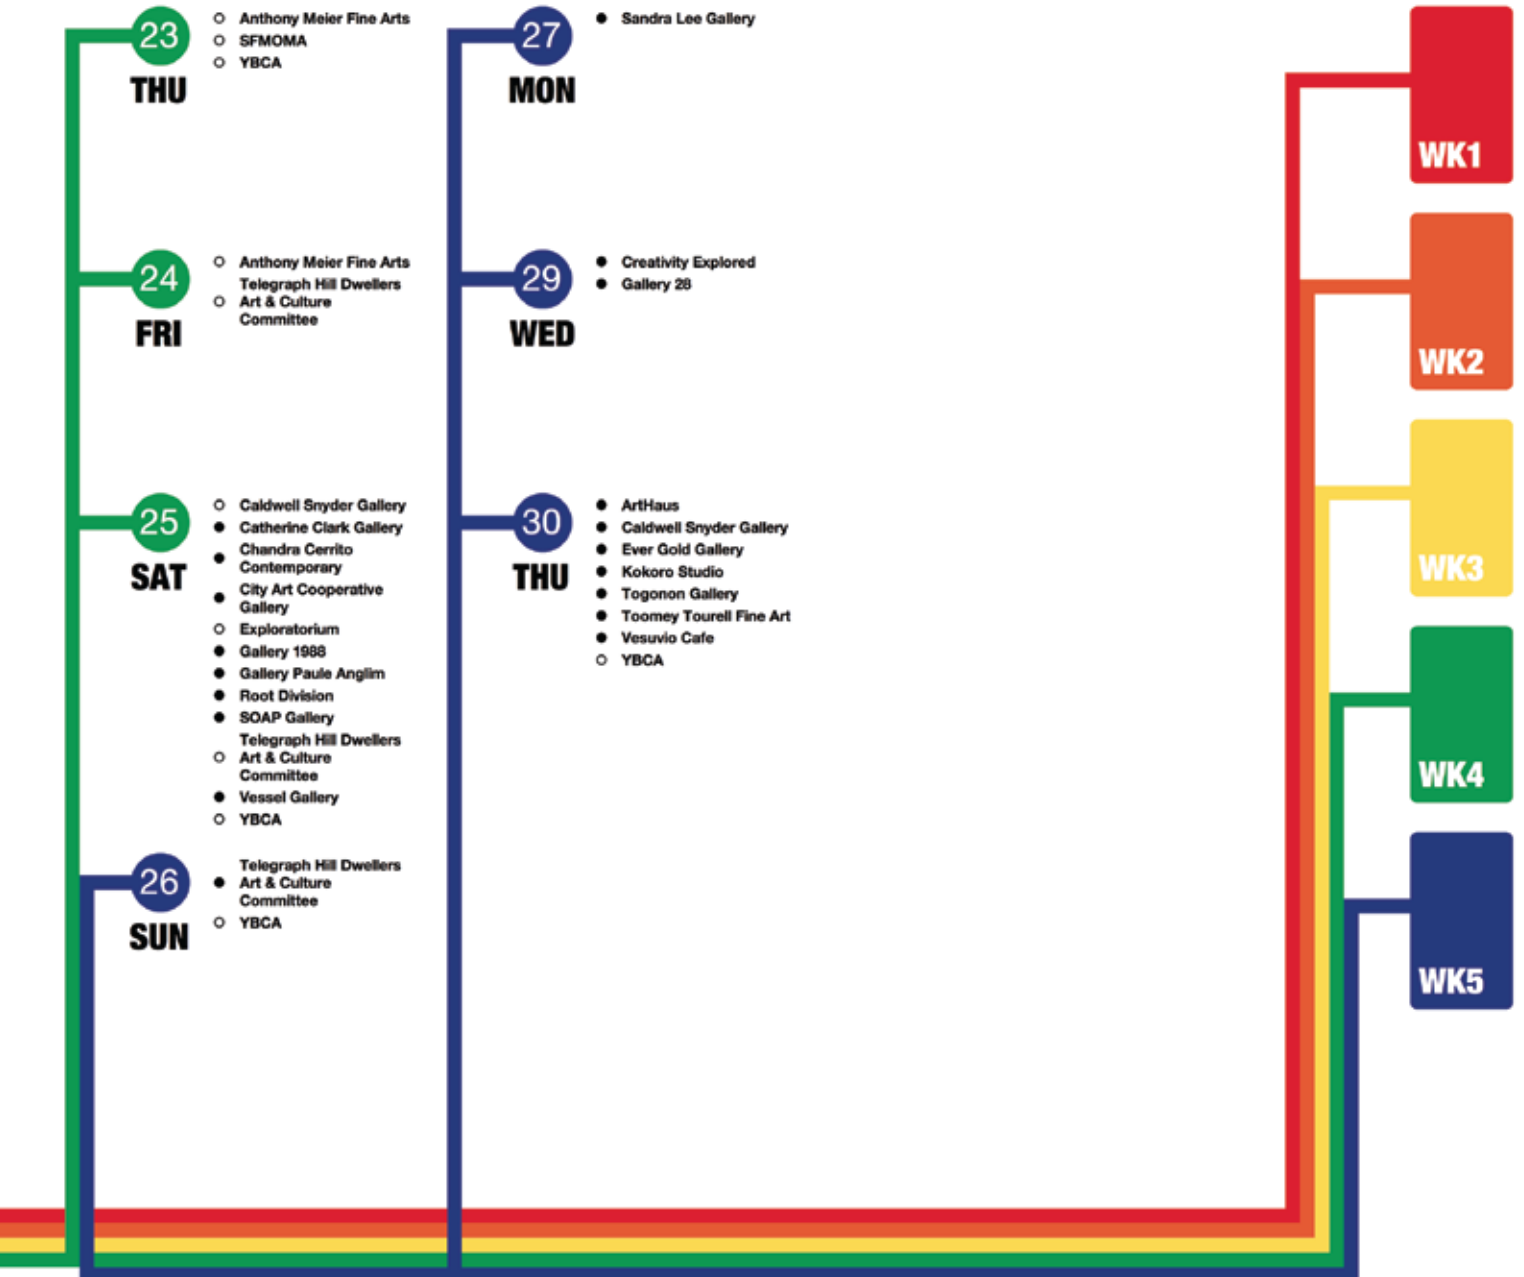 23
THU
Anthony Meier Fine Arts
SFMOMA
YBCA
24
FRI
Anthony Meier Fine Arts
Telegraph Hill Dwellers
Art & Culture
Committee
25
SAT
Caldwell Snyder Gallery
Catherine Clark Gallery
Chandra Cerrito
Contemporary
City Art Cooperative
Gallery
Exploratorium
Gallery 1988
Gallery Paule Anglim
Root Division
SOAP Gallery
Telegraph Hill Dwellers
Art & Culture
Committee
Vessel Gallery
YBCA
26
SUN
Telegraph Hill Dwellers
Art & Culture
Committee
YBCA
27
MON
Sandra Lee Gallery
29
WED
Creativity Explored
Gallery 28
30
THU
ArtHaus
Caldwell Snyder Gallery
Ever Gold Gallery
Kokoro Studio
Togonon Gallery
Toomey Tourell Fine Art
Vesuvio Cafe
YBCA
WK1
WK2
WK3
WK4
WK5